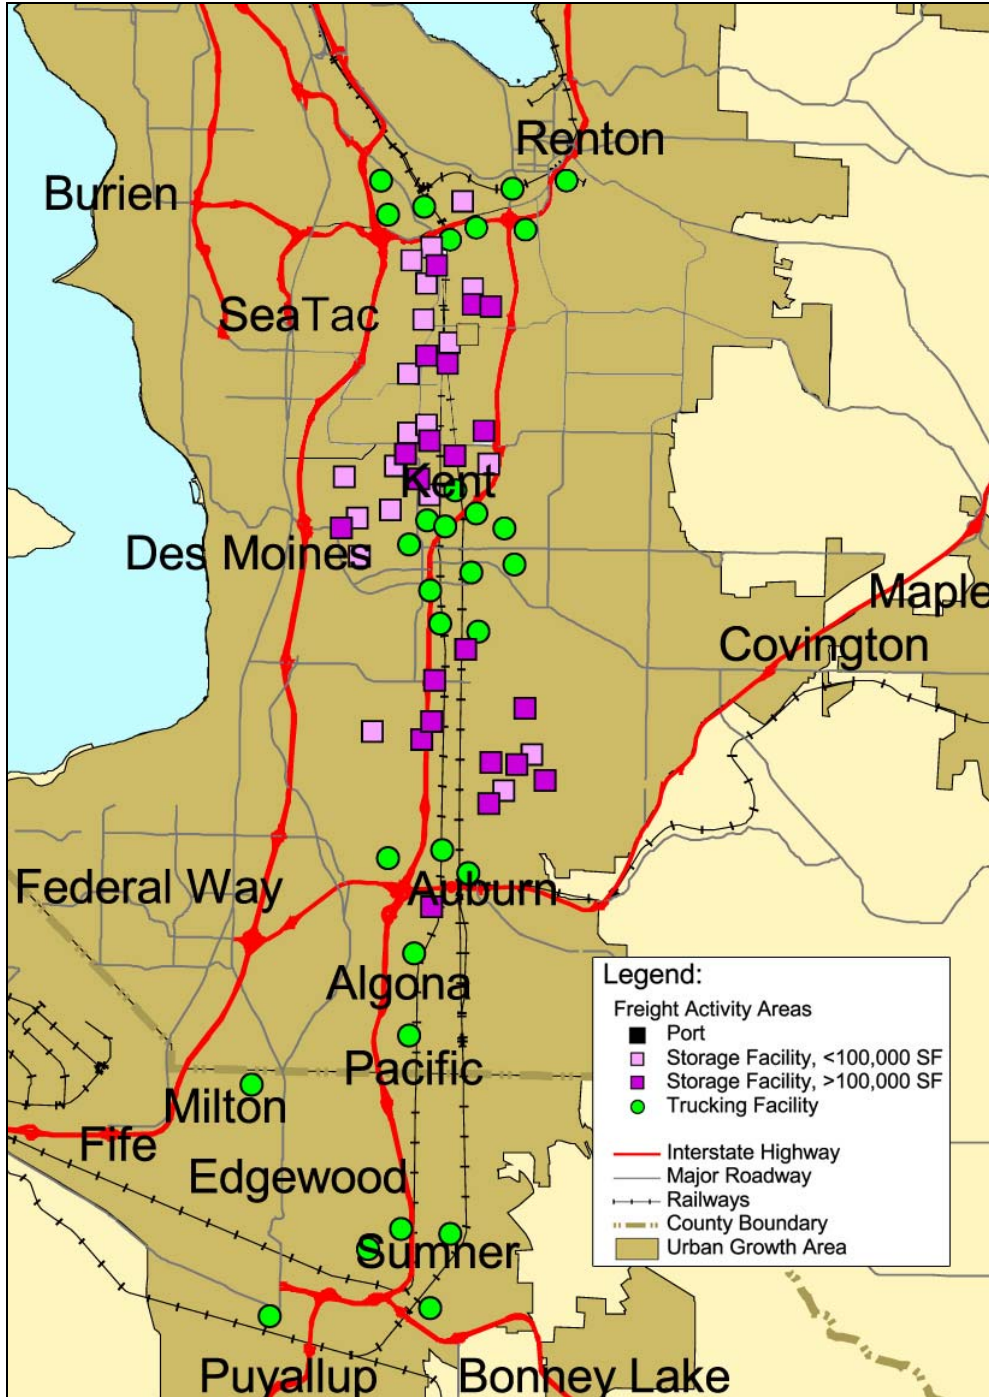 Renton
Burien
SeaTac
Kent
Des Moines
Maple
Covington
Federal Way
Auburn
Algona
Pacific
Milton
Fife
Edgewood
Sumner
Puyallup
Bonney Lake
Legend:
Freight Activity Areas
Port
Storage Facility, <100,000 SF
Storage Facility, >100,000 SF
Trucking Facility
Interstate Highway
Major Roadway
Railways
County Boundary
Urban Growth Area